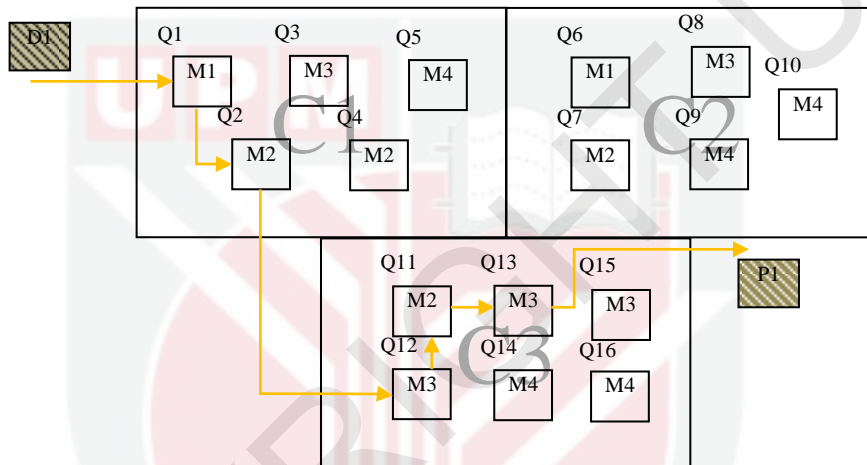 D1
Q1 Q3 Q5
M1 M3 M4
Q2 Q4
M2 M2
C1
Q6 Q8 Q10
M1 M3 M4
Q7 Q9
M2 M4
C2
Q11 Q13 Q15
M2 M3 M3
Q12 Q14 Q16
M3 M4 M4
C3
P1
UPM